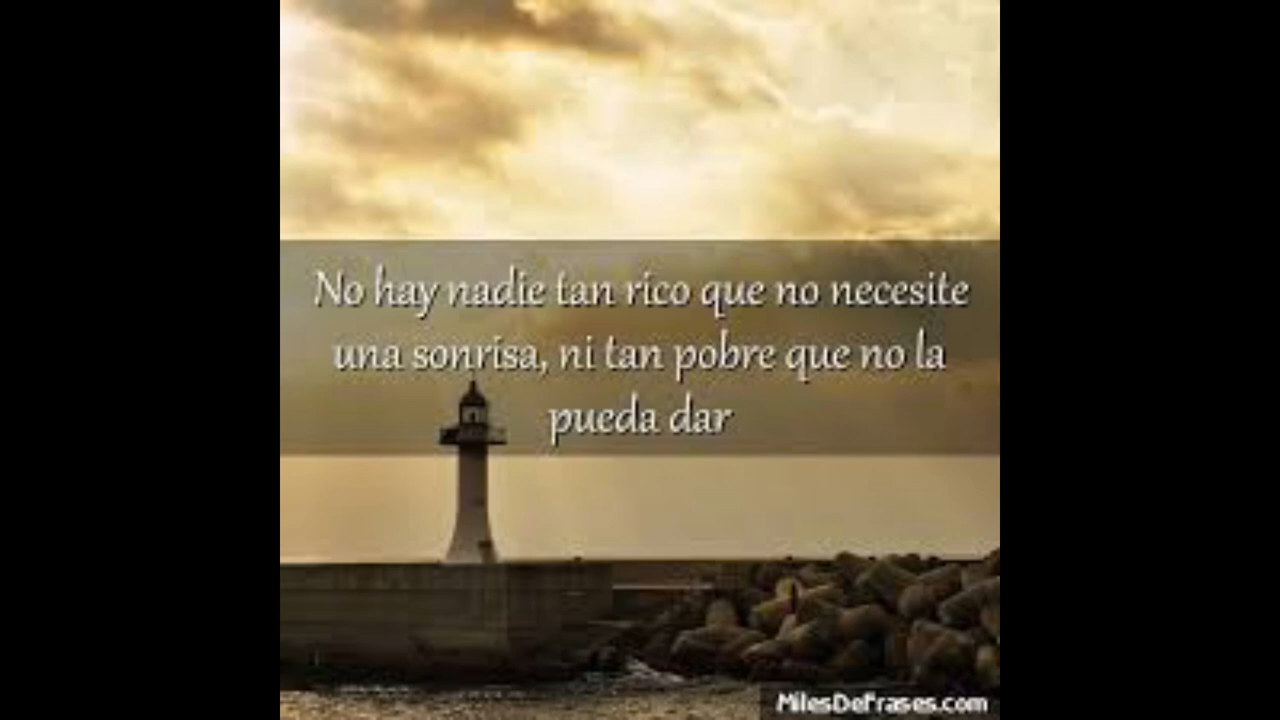 No hay nadie tan rico que no necesite
una sonrisa, ni tan pobre que no la
pueda dar
MilesDeFrases.com